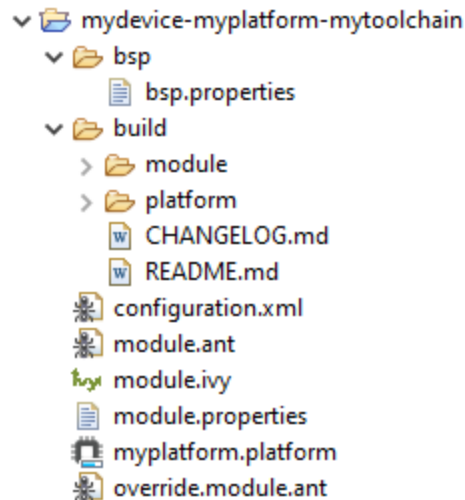 mydevice-myplatform-mytoolchain
bsp
bsp.properties
build
module
platform
CHANGELOG.md
README.md
configuration.xml
module.ant
module.ivy
module.properties
myplatform.platform
override.module.ant